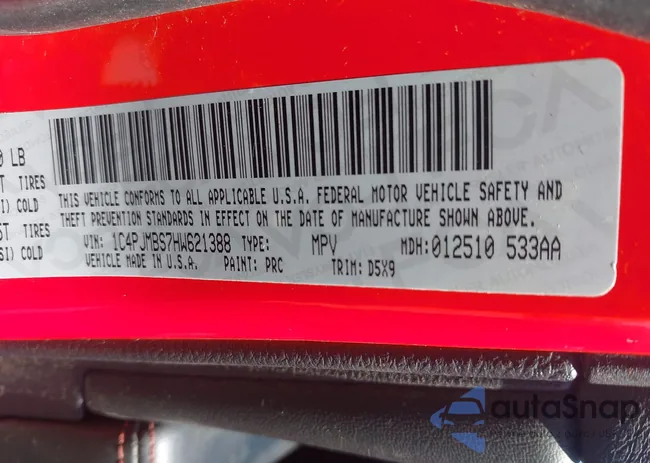 0 LB
T TIRES
I) COLD
ST TIRES
SI) COLD
THIS VEHICLE CONFORMS TO ALL APPLICABLE U.S.A. FEDERAL MOTOR VEHICLE SAFETY AND
THEFT PREVENTION STANDARDS IN EFFECT ON THE DATE OF MANUFACTURE SHOWN ABOVE.
VIN: 1C4PJMBS7HW621388 TYPE: MPV MDH:012510 533AA
VEHICLE MADE IN U.S.A. PAINT: PRC TRIM: D5X9
autoSnap